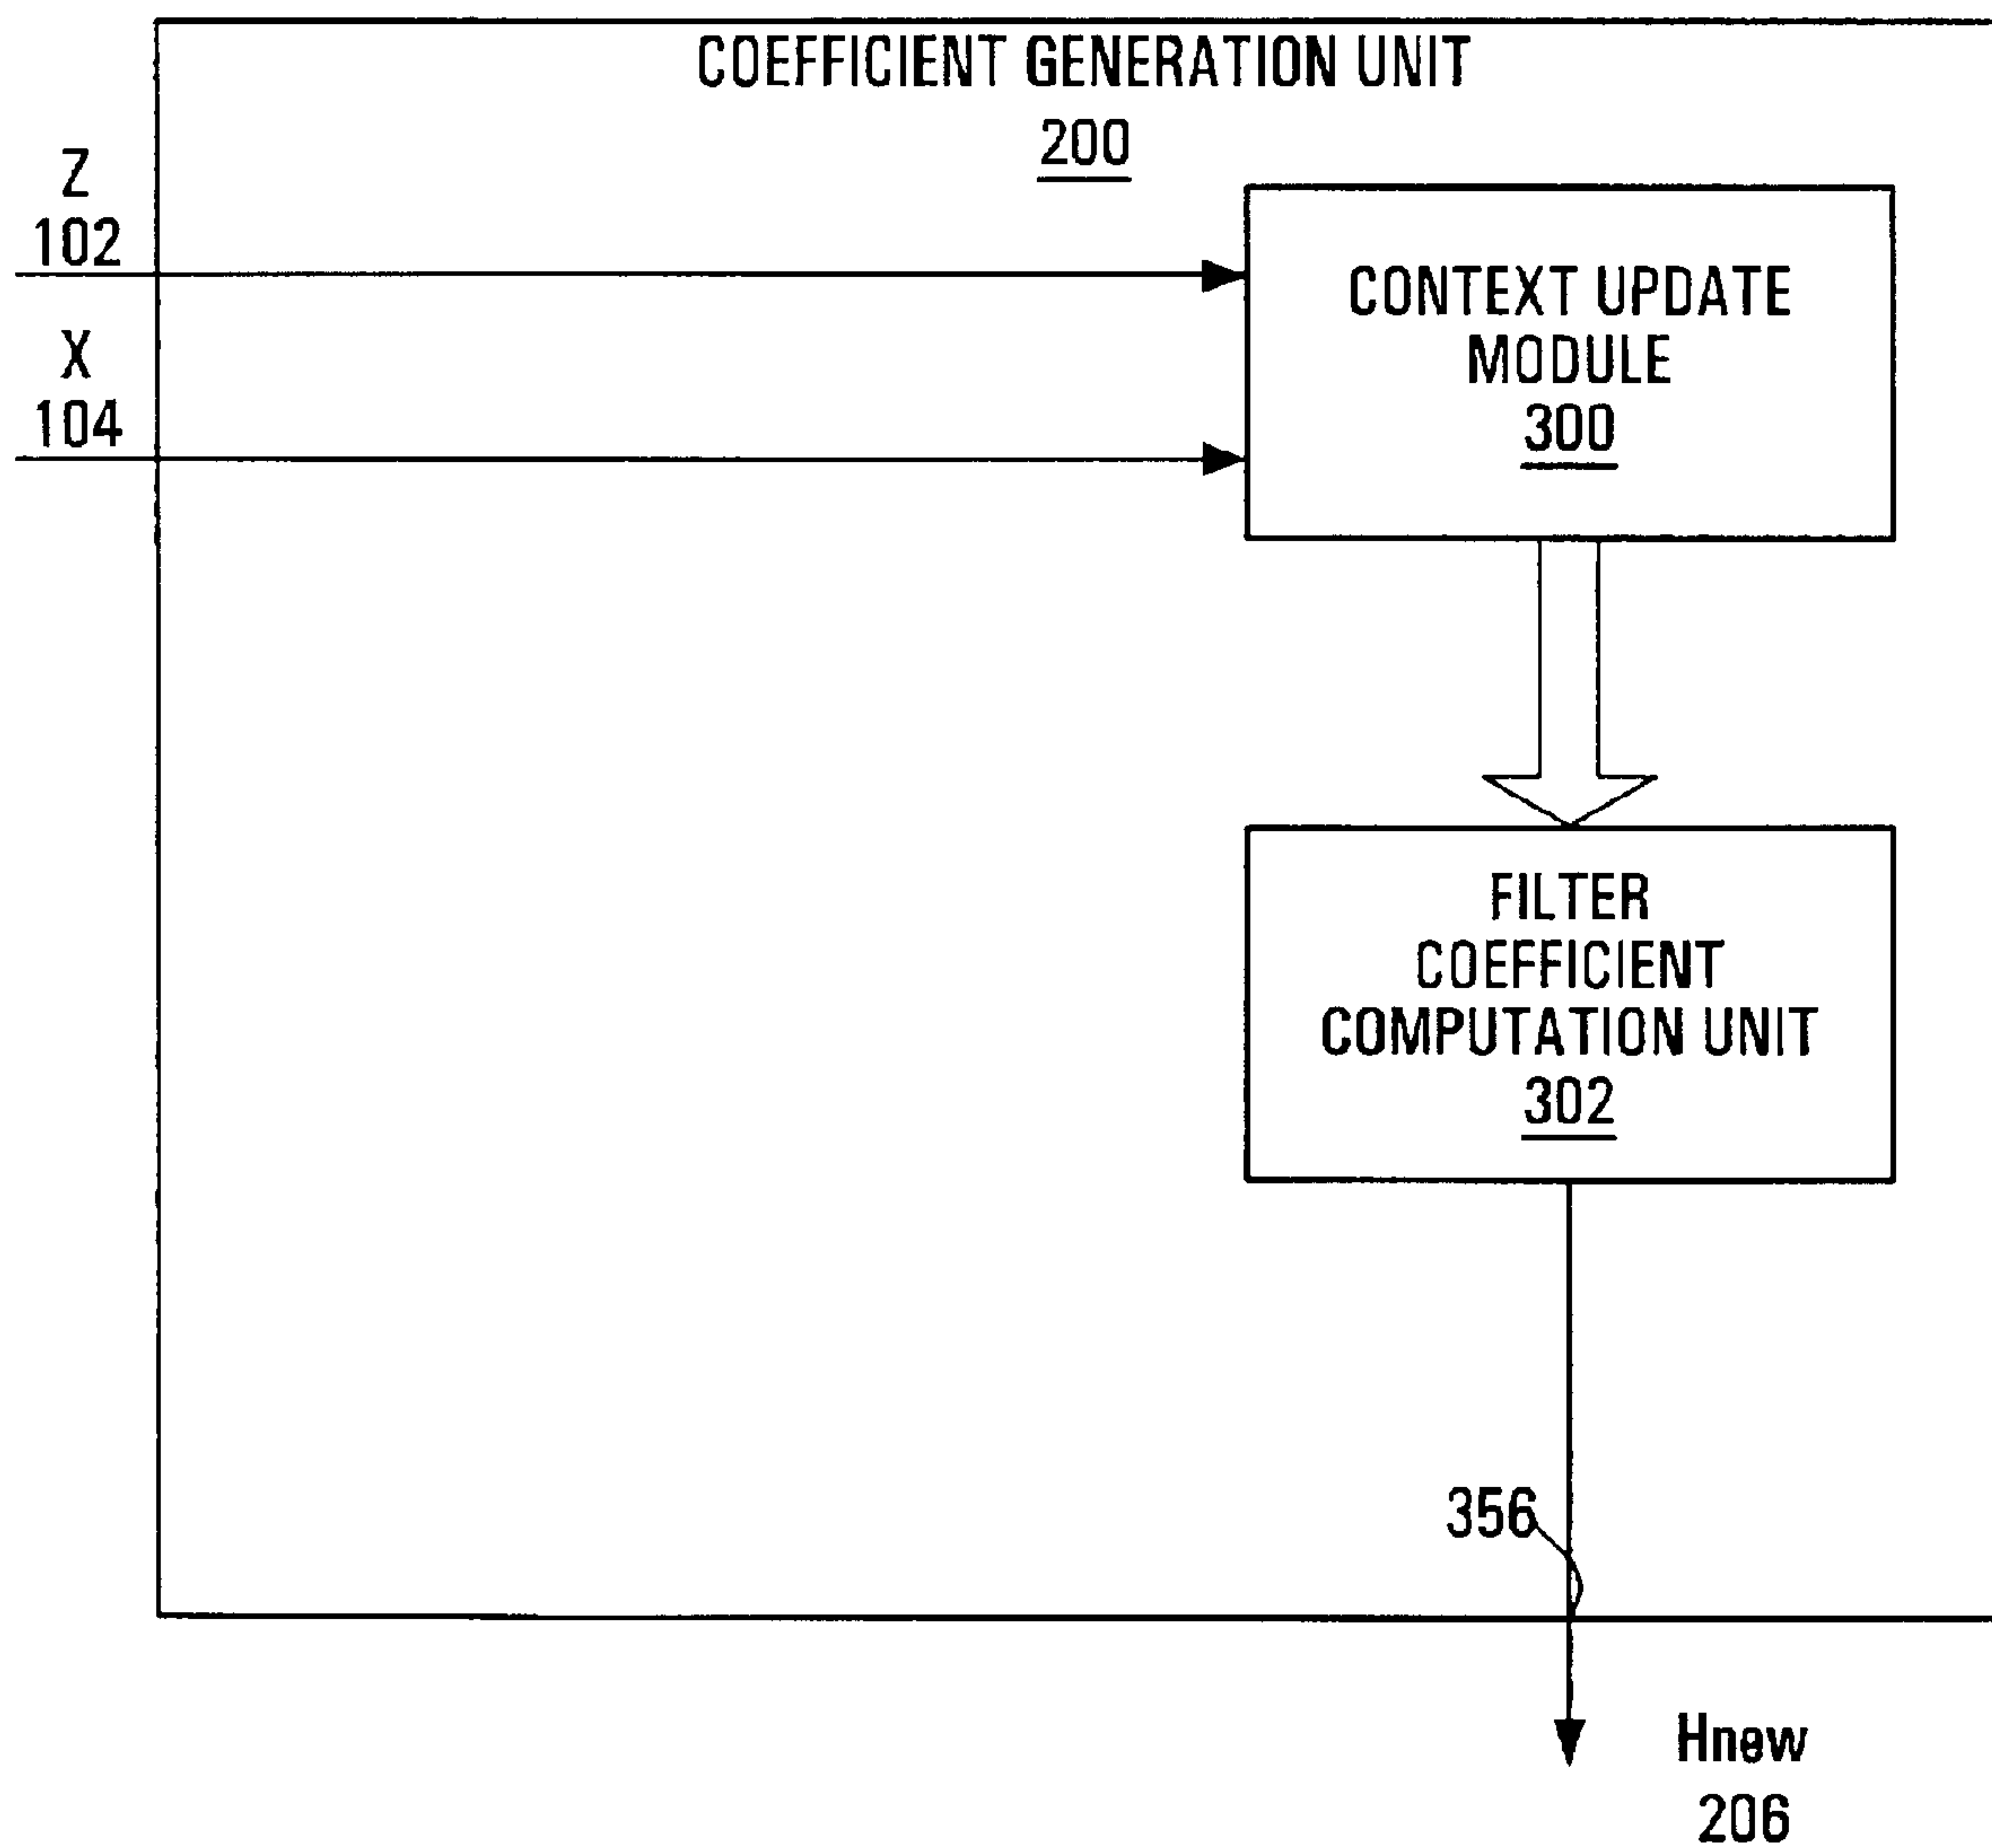 COEFFICIENT GENERATION UNIT
200
Z
102
X
104
CONTEXT UPDATE
MODULE
300
FILTER
COEFFICIENT
COMPUTATION UNIT
302
356
Hnew
206